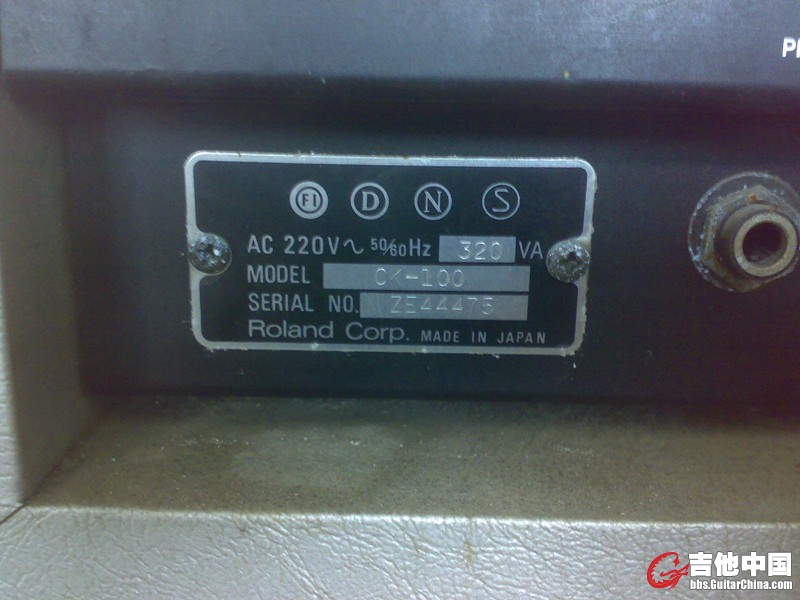 FI D N S
AC 220V~ 50/60Hz 320 VA
MODEL CK-100
SERIAL NO. ZE44475
Roland Corp. MADE IN JAPAN
吉他中国
bbs.GuitarChina.com